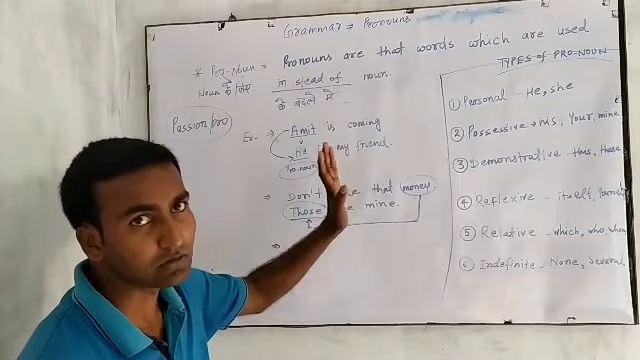 Grammar ⇒ Pronouns
* Pro-Noun = Pronouns are that words which are used
Noun के लिए in stead of noun.
के बदले में
Passion pro
Ex. → Amit is coming
He is my friend.
Pro-noun
→ Don't that money
Those mine.
→
TYPES of PRO-NOUN
① Personal - He, she
② Possessive → Your, mine
③ Demonstrative this, these
④ Reflexive - itself,
⑤ Relative - which, who,
⑥ Indefinite - None, Several